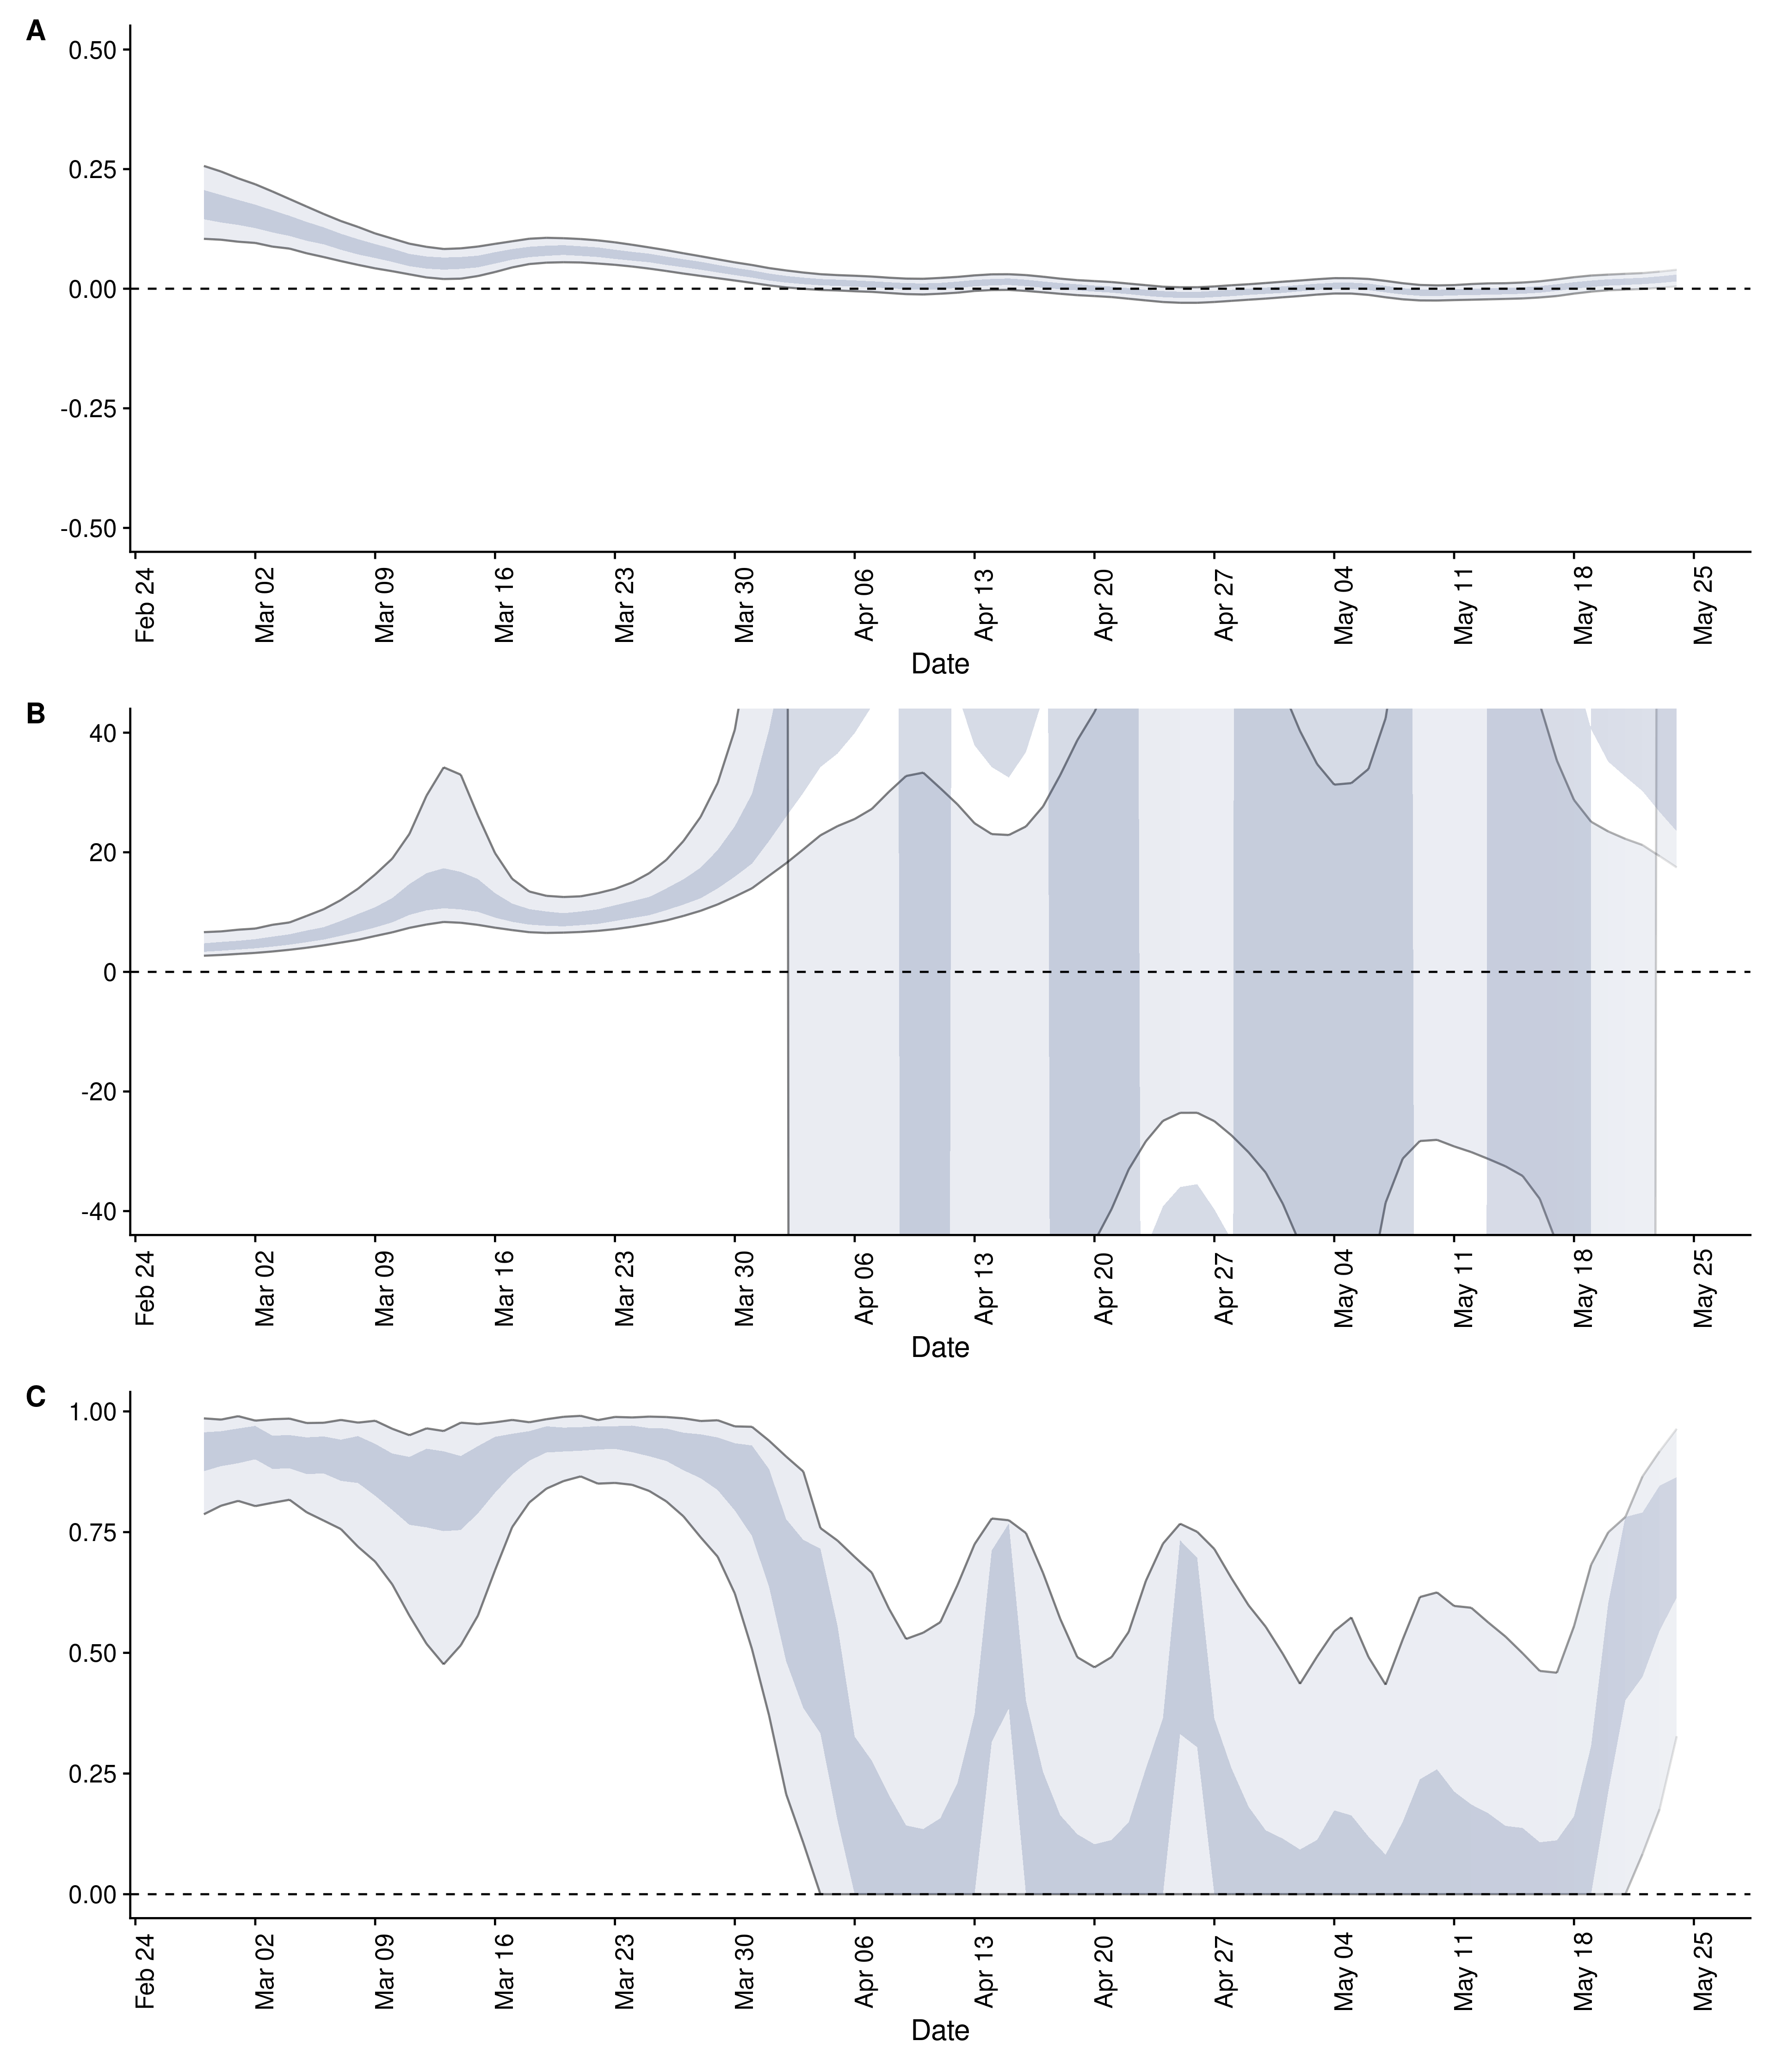 A
0.50
0.25
0.00
-0.25
-0.50
Feb 24
Mar 02
Mar 09
Mar 16
Mar 23
Mar 30
Apr 06
Apr 13
Apr 20
Apr 27
May 04
May 11
May 18
May 25
Date
B
40
20
0
-20
-40
Feb 24
Mar 02
Mar 09
Mar 16
Mar 23
Mar 30
Apr 06
Apr 13
Apr 20
Apr 27
May 04
May 11
May 18
May 25
Date
C
1.00
0.75
0.50
0.25
0.00
Feb 24
Mar 02
Mar 09
Mar 16
Mar 23
Mar 30
Apr 06
Apr 13
Apr 20
Apr 27
May 04
May 11
May 18
May 25
Date